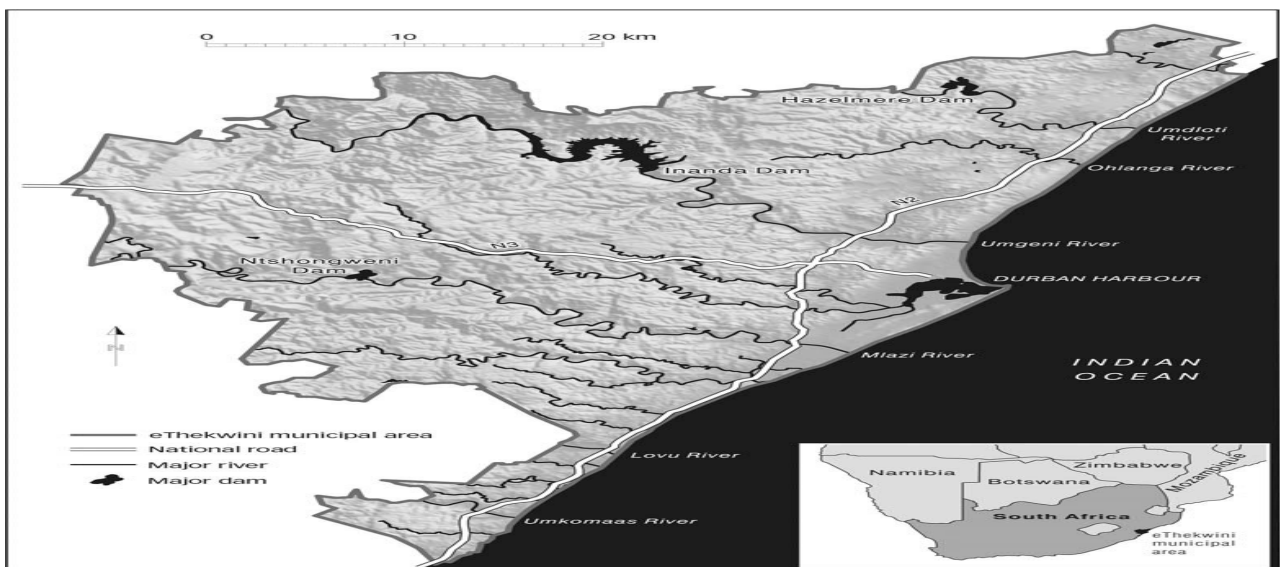 0 10 20 km
Hazelmere Dam
Umdloti
River
Inanda Dam
Ohlanga River
N2
Umgeni River
N3
Ntshongweni
Dam
DURBAN HARBOUR
N
Mlazi River
INDIAN
OCEAN
eThekwini municipal area
National road
Major river
Major dam
Lovu River
Umkomaas River
Namibia
Zimbabwe
Botswana
Mozambique
South Africa
eThekwini
municipal
area